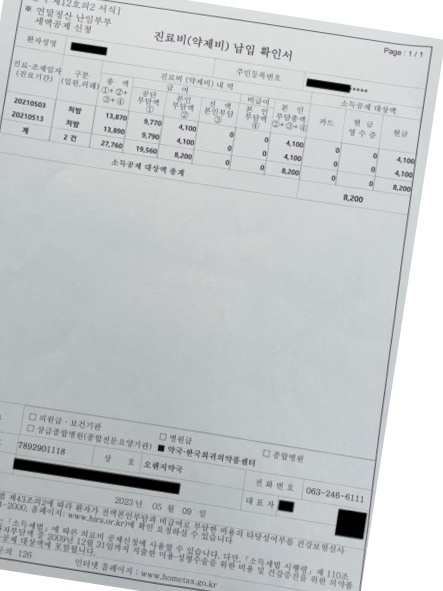 제12호의2 서식]
※ 연말정산 난임부부
세액공제 신청
진료비(약제비) 납입 확인서
Page : 1 / 1
환자성명
주민등록번호
진료·조제일자
(진료기간)
구분
(입원,외래)
진료비 (약제비) 내 역
소득공제 대상액
총 액
①+②+
③+④
급 여
공단
부담액
①
본인
부담액
②
전 액
본인부담
③
비급여
본 인
부담액
④
본 인
부담총액
②+③+④
카드
현 금
영 수 증
현금
20210503 처방 13,870 9,770 4,100 0 0 4,100 0 0 4,100
20210513 처방 13,890 9,790 4,100 0 0 4,100 0 0 4,100
계 2 건 27,760 19,560 8,200 0 0 8,200 0 0 8,200
소득공제 대상액 총계 8,200
□ 의원급 · 보건기관 □ 병원급 □ 종합병원
□ 상급종합병원(종합전문요양기관) ■ 약국·한국희귀의약품센터
7892901118 상 호 오렌지약국 전 화 번 호 063-246-6111
대 표 자
2023 년 05 월 09 일
제43조의2에 따라 환자가 전액본인부담과 비급여로 부담한 비용의 타당성여부를 건강보험심사
-2000, 홈페이지: www.hira.or.kr)에 확인 요청하실 수 있습니다
「소득세법」에 따른 의료비 공제신청에 사용할 수 있습니다. 다만, 「소득세법 시행령」 제 110조
2009년 12월 31일까지 지출한 미용·성형수술을 위한 비용 및 건강증진을 위한 의약품
공제 대상액에 포함됩니다.
문의 126 인터넷 홈페이지 : www.hometax.go.kr